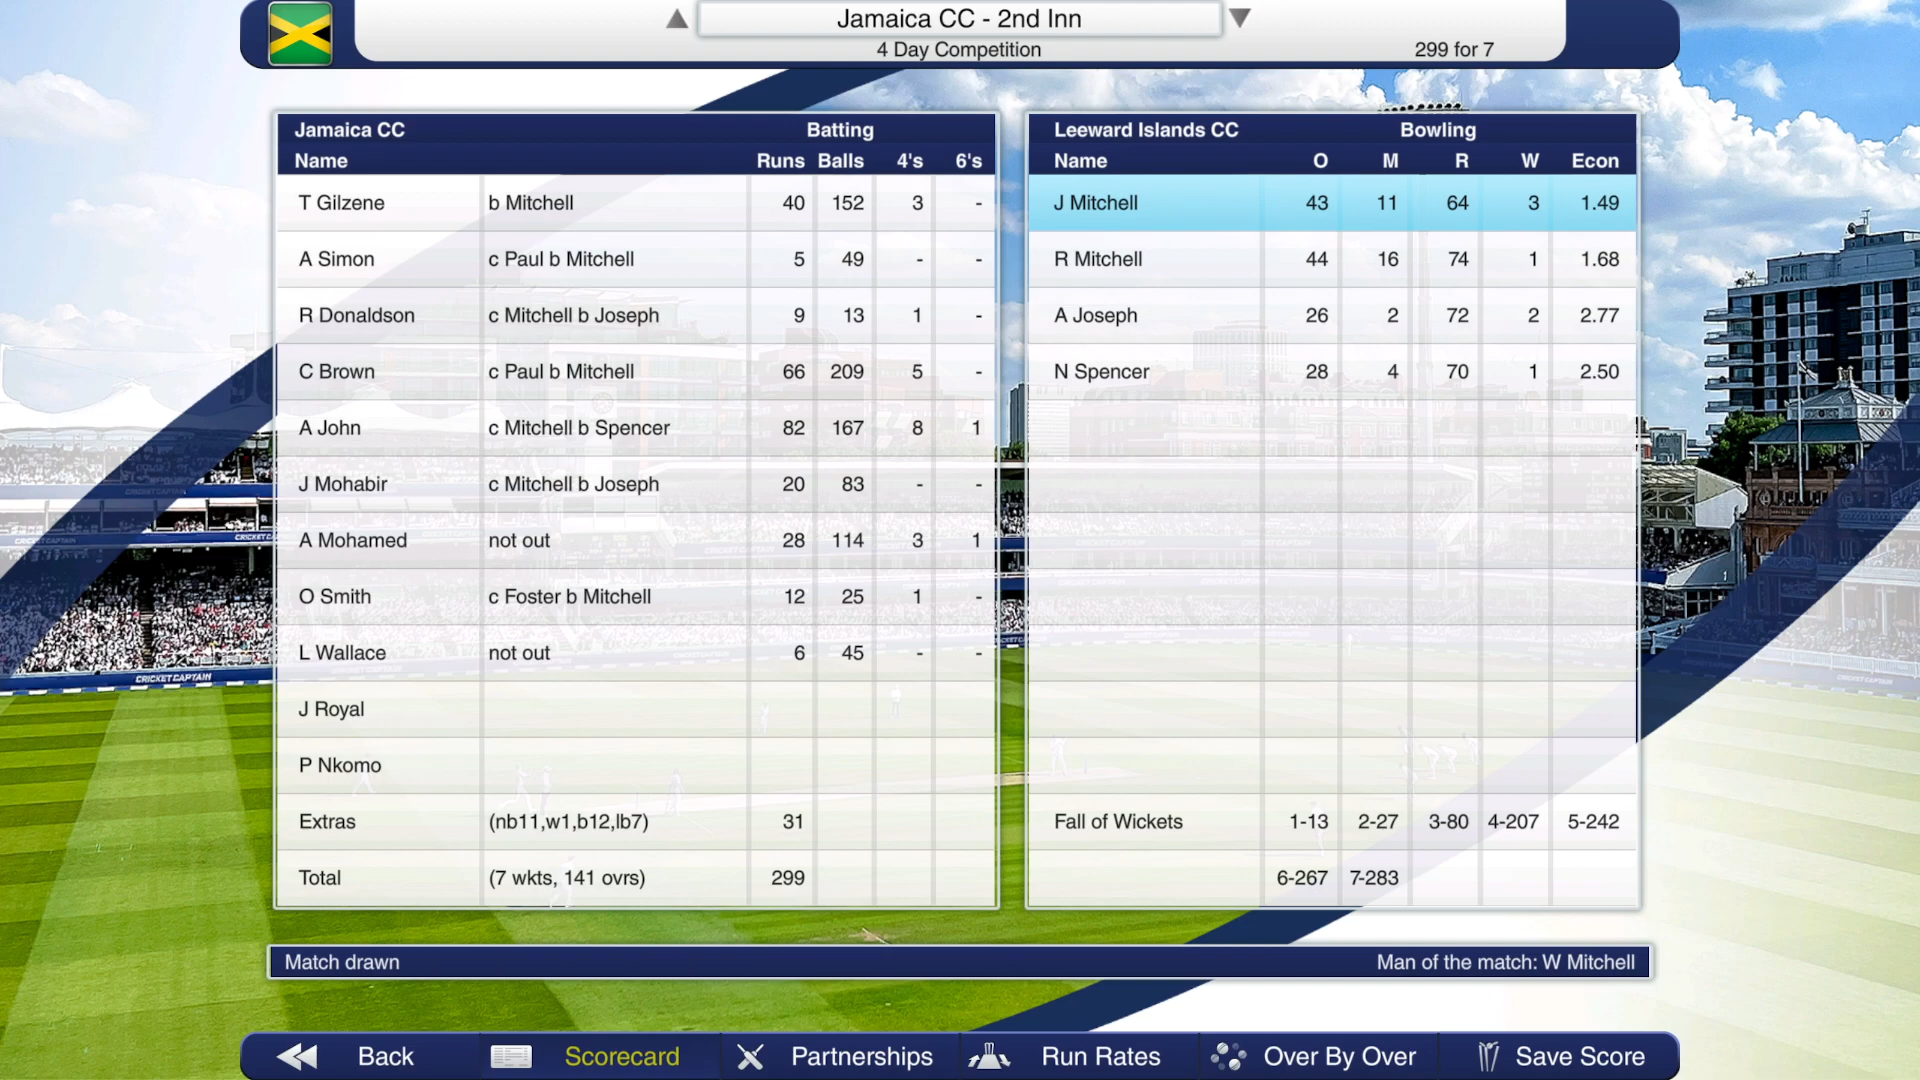 Jamaica CC - 2nd Inn
4 Day Competition 299 for 7
Jamaica CC Batting
Name Runs Balls 4's 6's
T Gilzene b Mitchell 40 152 3 -
A Simon c Paul b Mitchell 5 49 - -
R Donaldson c Mitchell b Joseph 9 13 1 -
C Brown c Paul b Mitchell 66 209 5 -
A John c Mitchell b Spencer 82 167 8 1
J Mohabir c Mitchell b Joseph 20 83 - -
A Mohamed not out 28 114 3 1
O Smith c Foster b Mitchell 12 25 1 -
L Wallace not out 6 45 - -
J Royal
P Nkomo
Extras (nb11,w1,b12,lb7) 31
Total (7 wkts, 141 ovrs) 299
Leeward Islands CC Bowling
Name O M R W Econ
J Mitchell 43 11 64 3 1.49
R Mitchell 44 16 74 1 1.68
A Joseph 26 2 72 2 2.77
N Spencer 28 4 70 1 2.50
Fall of Wickets 1-13 2-27 3-80 4-207 5-242
6-267 7-283
CRICKET CAPTAIN
Match drawn Man of the match: W Mitchell
Back Scorecard Partnerships Run Rates Over By Over Save Score